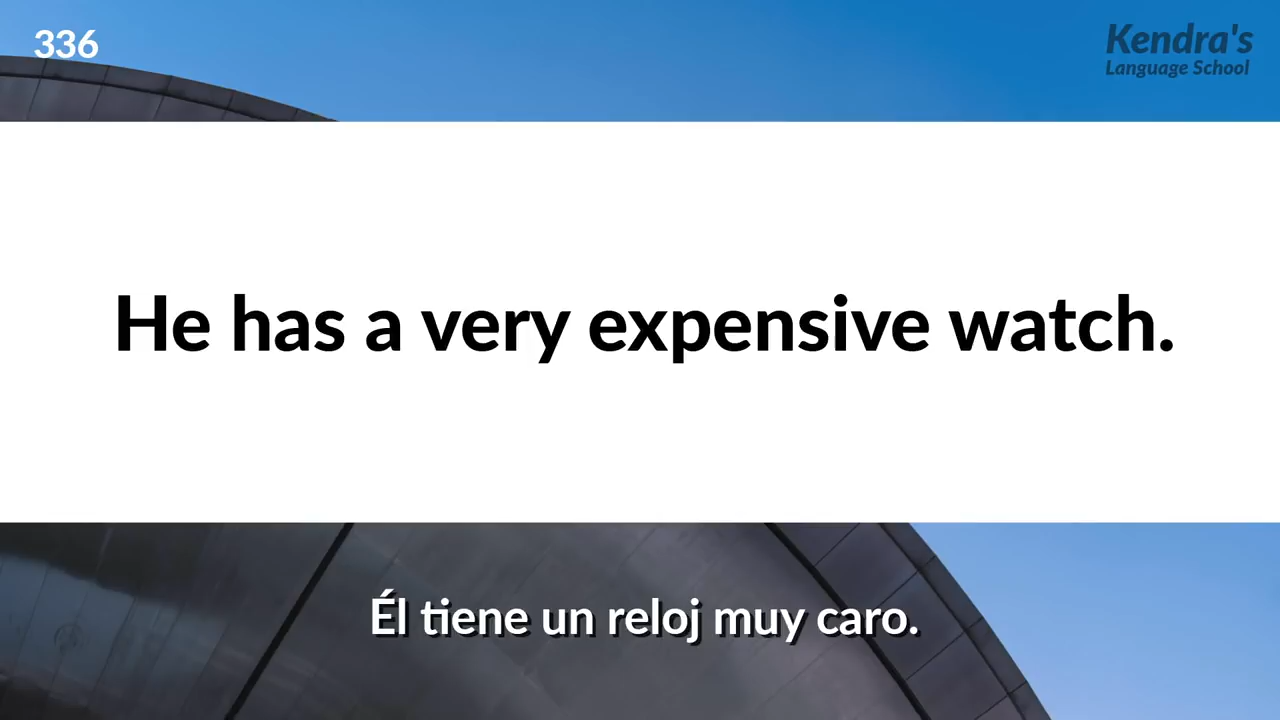 336
Kendra's
Language School
He has a very expensive watch.
Él tiene un reloj muy caro.